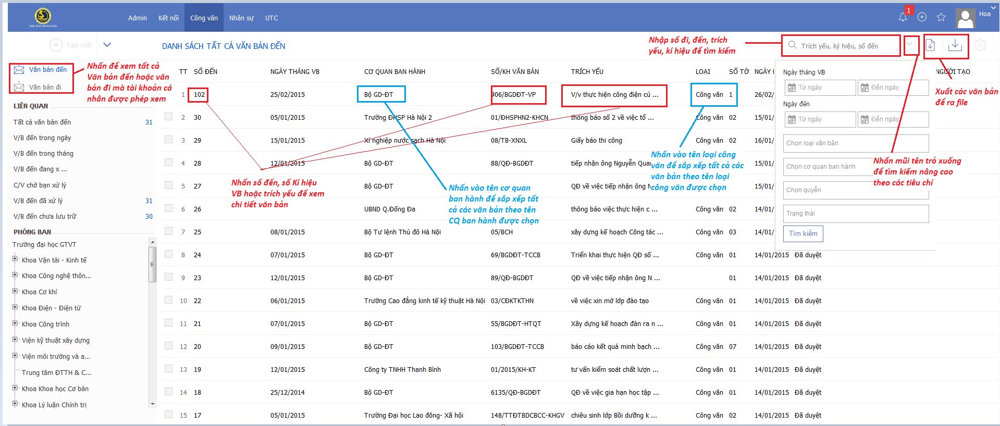 THE WAY TO SUCCESS
Admin Kết nối Công văn Nhân sự UTC
1
Hoa
Tạo mới
DANH SÁCH TẤT CẢ VĂN BẢN ĐẾN
Nhập số đi, đến, trích
yếu, kí hiệu để tìm kiếm
Trích yếu, ký hiệu, số đến
Văn bản đến
Văn bản đi
Nhấn để xem tất cả
Văn bản đến hoặc văn
bản đi mà tài khoản cá
nhân được phép xem
LIÊN QUAN
Tất cả văn bản đến 31
V/B đến trong ngày
V/B đến trong tháng
V/B đến đang x ...
C/V chờ bạn xử lý
V/B đến đã xử lý 31
V/B đến chưa lưu trữ 30
PHÒNG BAN
Trường đại học GTVT
Khoa Vận tải - Kinh tế
Khoa Công nghệ thôn...
Khoa Cơ khí
Khoa Điện - Điện tử
Khoa Công trình
Viện kỹ thuật xây dựng
Viện môi trường và a...
Trung tâm ĐTTH & C...
Khoa Khoa học Cơ bản
Khoa Lý luận Chính trị
TT SỐ ĐẾN NGÀY THÁNG VB CƠ QUAN BAN HÀNH SỐ/KH VĂN BẢN TRÍCH YẾU LOẠI SỐ TỜ NGÀY NGƯỜI TẠO
1 102 25/02/2015 Bộ GD-ĐT 906/BGDĐT-VP V/v thực hiện công điện củ ... Công văn 1 26/02/
2 30 05/01/2015 Trường ĐHSP Hà Nội 2 01/ĐHSPHN2-KHCN thông báo số 2 về việc tổ ... Công văn 02 15/01/
3 29 15/01/2015 Xí nghiệp nước sạch Hà Nội 08/TB-XNXL Giấy báo thi công Công văn 02 16/01/
4 28 12/01/2015 Bộ GD-ĐT 88/QĐ-BGDĐT tiếp nhận ông Nguyễn Quan Công văn 01 15/01/
5 27 Bộ GD-ĐT QĐ về việc tiếp nhận ông N 15/01/
6 26 UBND Q.Đống Đa thông báo việc thực hiện c ... Công văn 02 14/01/
7 25 08/01/2015 Bộ Tư lệnh Thủ đô Hà Nội 05/BCH xây dựng kế hoạch Công tác ... Công văn 03 14/01/
8 24 07/01/2015 Bộ GD-ĐT 69/BGDĐT-TCCB Triển khai thực hiện QĐ số ... Công văn 01 14/01/2015 Đã duyệt
9 23 12/01/2015 Bộ GD-ĐT 89/QĐ-BGDĐT QĐ về việc tiếp nhận ông N ... 01 14/01/2015 Đã duyệt
10 22 06/01/2015 Trường Cao đẳng kinh tế kỹ thuật Hà Nội 03/CĐKTKTHN về việc xin mở lớp đào tạo Công văn 01 14/01/2015 Đã duyệt
11 21 07/01/2015 Bộ GD-ĐT 55/BGDĐT-HTQT Xây dựng kế hoạch đàn ra n ... Công văn 01 14/01/2015 Đã duyệt
12 20 09/01/2015 Bộ GD-ĐT 103/BGDĐT-TCCB báo cáo kết quả minh bạch ... Công văn 07 14/01/2015 Đã duyệt
13 19 12/01/2015 Công ty TNHH Thanh Bình 01/2015/KH-KT tư vấn kiểm soát chất lượn ... Công văn 01 14/01/2015 Đã duyệt
14 18 25/12/2014 Bộ GD-ĐT 6135/QĐ-BGDĐT QĐ về việc gia hạn học tập ... Công văn 01 14/01/2015 Đã duyệt
15 17 05/01/2015 Trường Đại học Lao đông- Xã hội 148/TTĐTBDCBCC-KHGV chiêu sinh lớp Bồi dưỡng k ... Công văn 02 14/01/2015 Đã duyệt
Nhấn số đến, số Kí hiệu
VB hoặc trích yếu để xem
chi tiết văn bản
Nhấn vào tên cơ quan
ban hành để sắp xếp tất
cả các văn bản theo tên
CQ ban hành được chọn
Nhấn vào tên loại công
văn để sắp xếp tất cả các
văn bản theo tên loại
công văn được chọn
Ngày tháng VB
Từ ngày Đến ngày
Ngày đến
Từ ngày Đến ngày
Chọn loại văn bản
Chọn cơ quan ban hành
Chọn quyển
Trạng thái
Tìm kiếm
Nhấn mũi tên trỏ xuống
để tìm kiếm nâng cao
theo các tiêu chí
Xuất các văn bản
để ra file